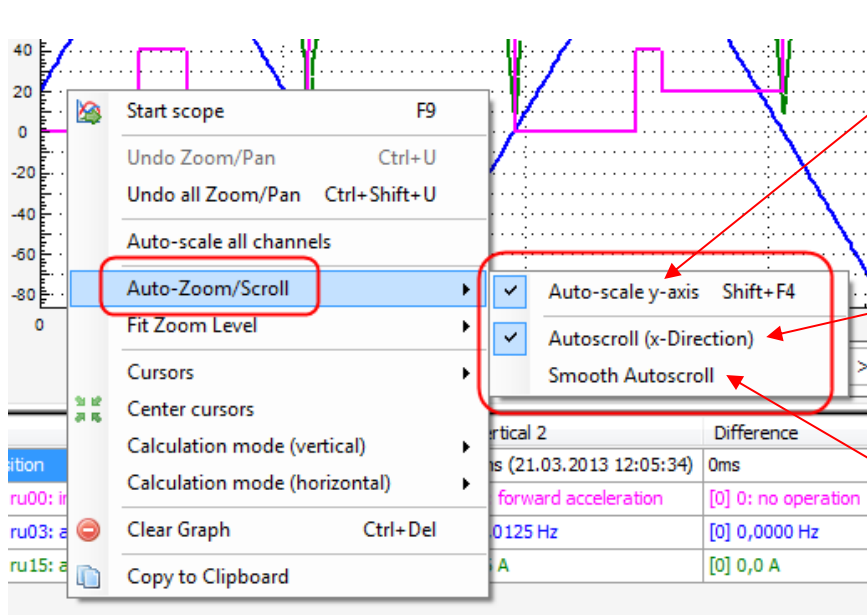 40
20
0
-20
-40
-60
-80
0
Start scope F9
Undo Zoom/Pan Ctrl+U
Undo all Zoom/Pan Ctrl+Shift+U
Auto-scale all channels
Auto-Zoom/Scroll
Fit Zoom Level
Cursors
Center cursors
Calculation mode (vertical)
Calculation mode (horizontal)
Clear Graph Ctrl+Del
Copy to Clipboard
Auto-scale y-axis Shift+F4
Autoscroll (x-Direction)
Smooth Autoscroll
>
2 Difference
(21.03.2013 12:05:34) 0ms
ru00: forward acceleration [0] 0: no operation
ru03: Hz [0] 0,0000 Hz
ru15: A [0] 0,0 A